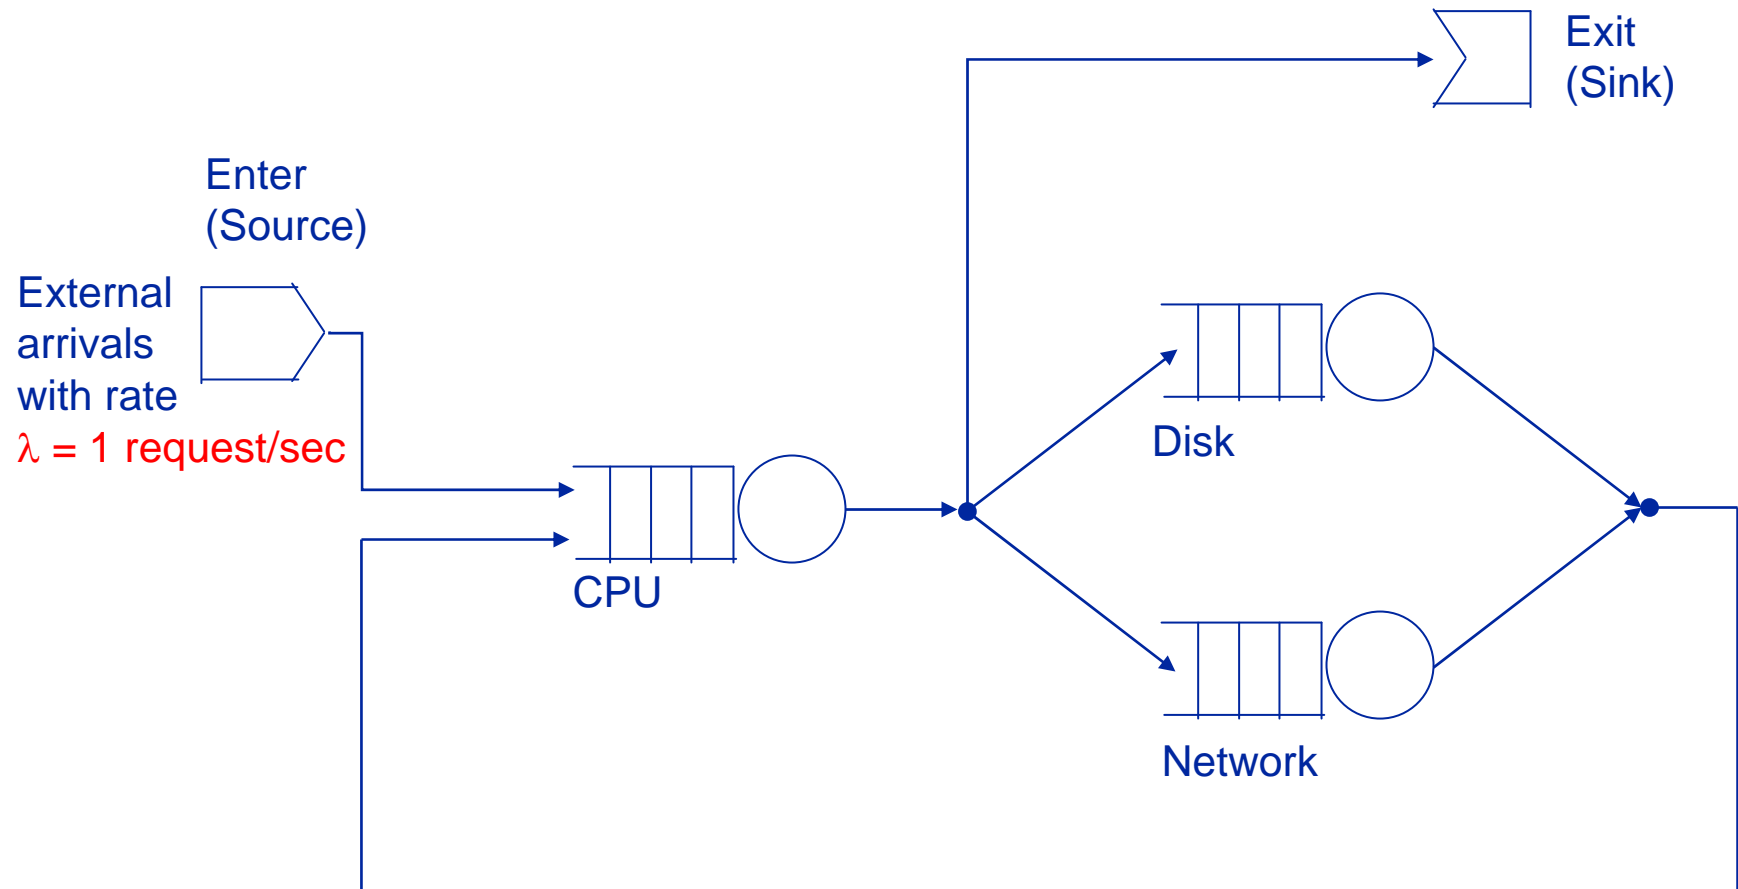 Exit
(Sink)
Enter
(Source)
External
arrivals
with rate
λ = 1 request/sec
Disk
CPU
Network